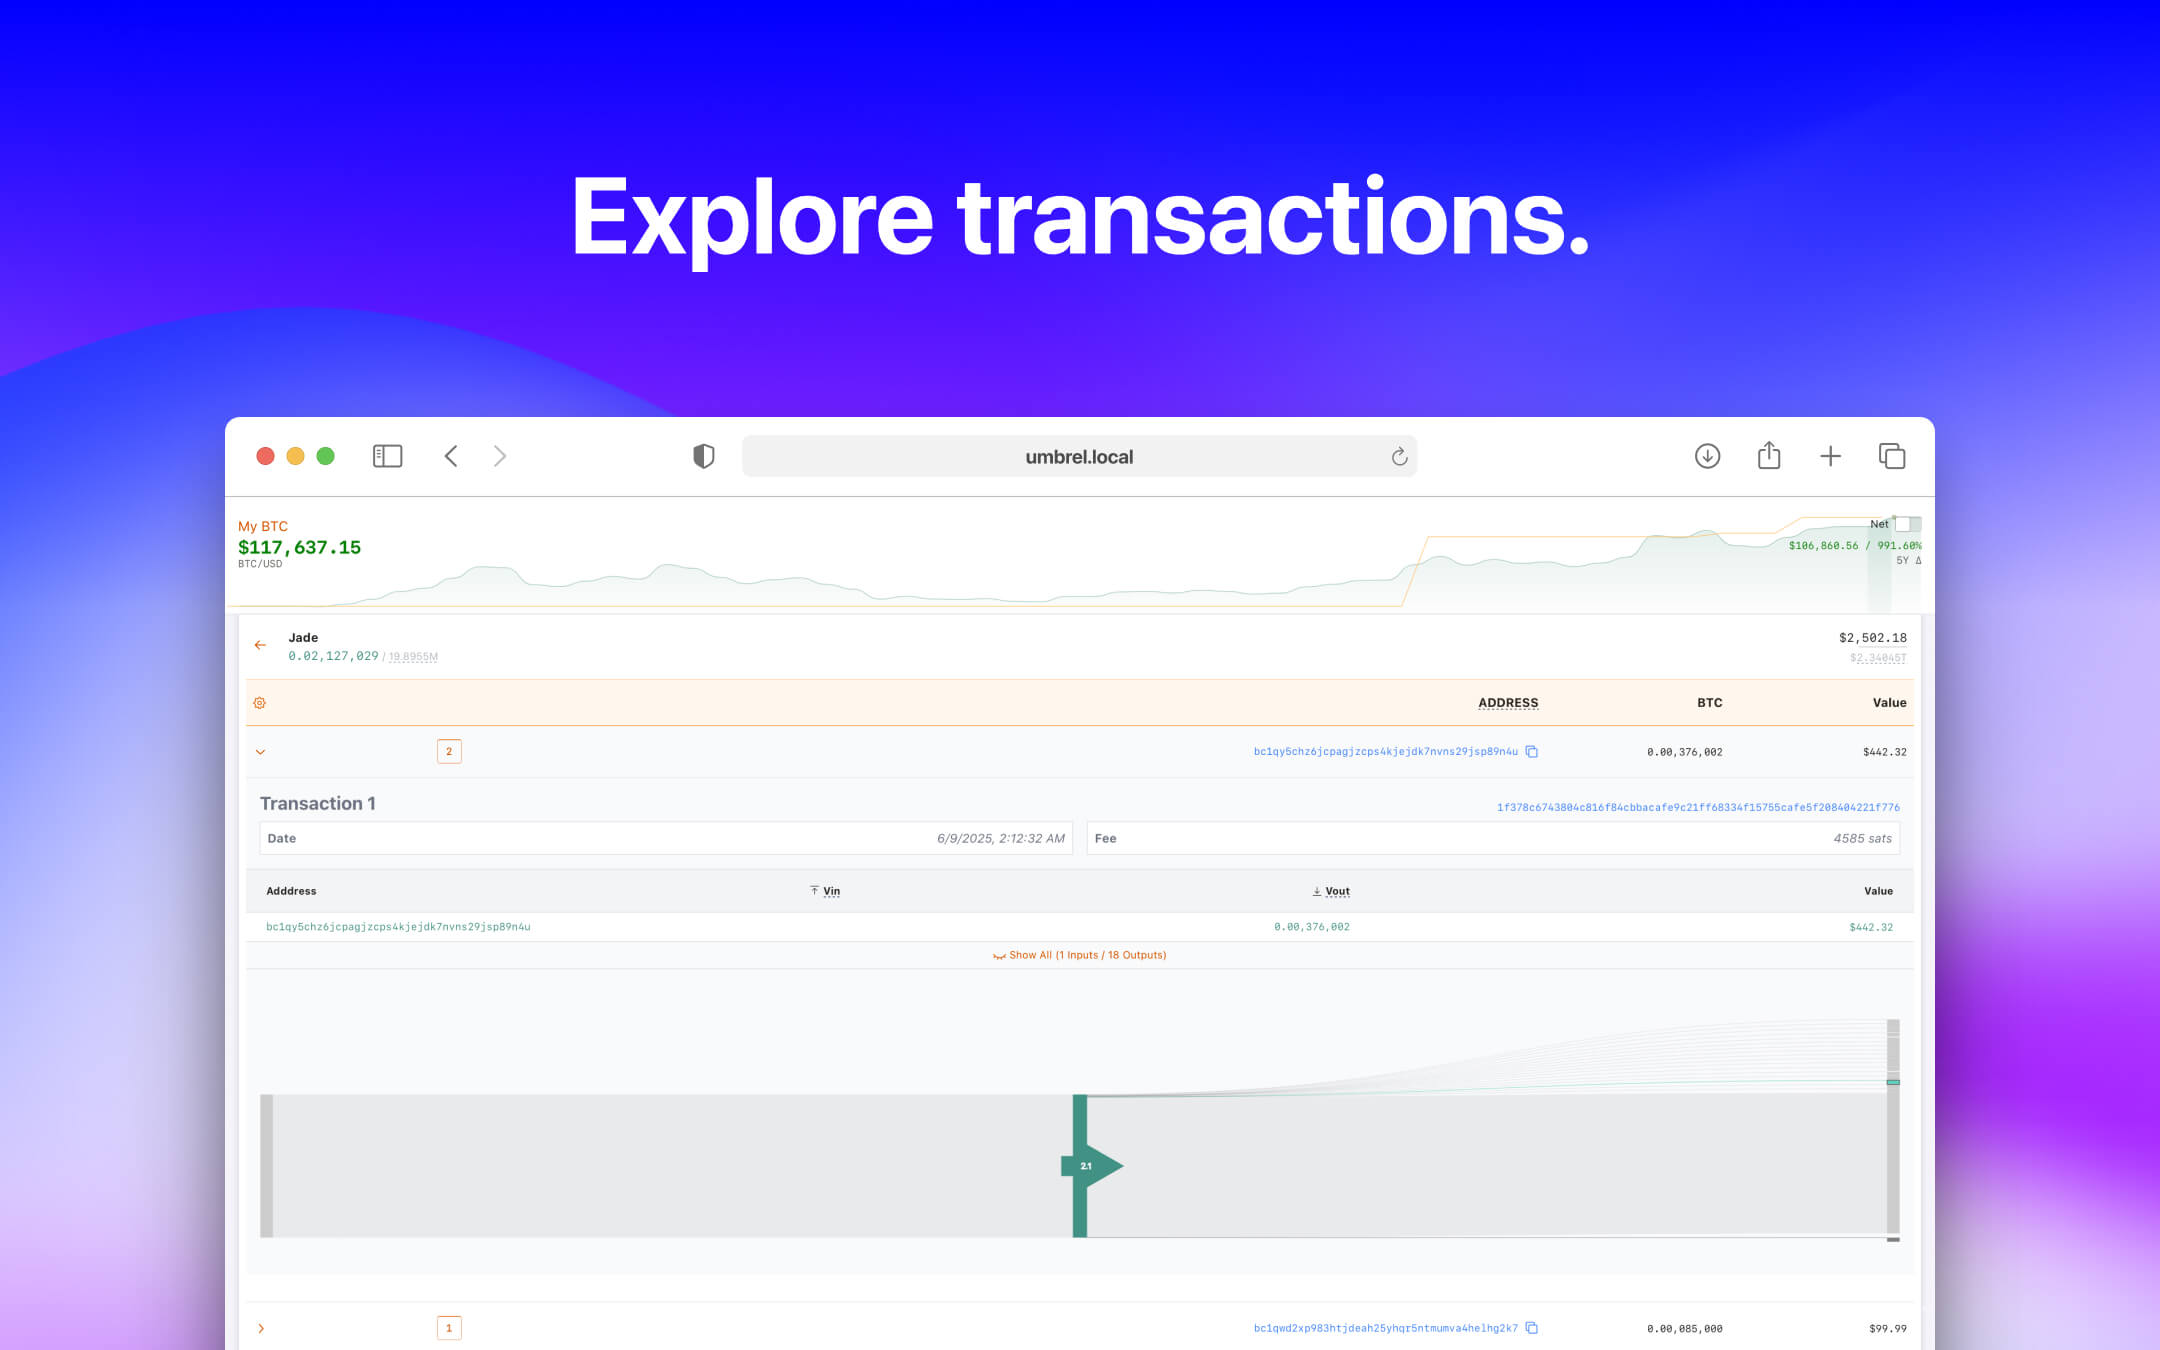 Explore transactions.
umbrel.local
My BTC
$117,637.15
BTC/USD
Net
$106,860.56 / 991.60%
5Y Δ
Jade
0.02,127,029 / 19.8955M
$2,502.18
$2.34045T
ADDRESS BTC Value
2 bc1qy5chz6jcpagjzcps4kjejdk7nvns29jsp89n4u 0.00,376,002 $442.32
Transaction 1
1f378c6743804c816f84cbbacafe9c21ff68334f15755cafe5f208404221f776
Date 6/9/2025, 2:12:32 AM Fee 4585 sats
Adddress Vin Vout Value
bc1qy5chz6jcpagjzcps4kjejdk7nvns29jsp89n4u 0.00,376,002 $442.32
Show All (1 Inputs / 18 Outputs)
2.1
1 bc1qwd2xp983htjdeah25yhqr5ntmumva4helhg2k7 0.00,085,000 $99.99